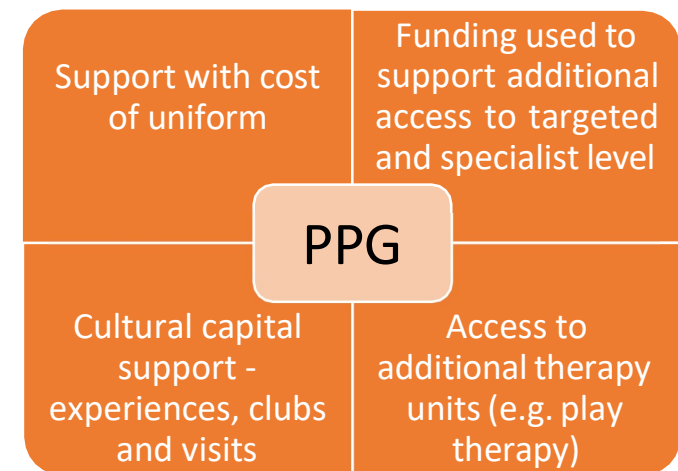 Support with cost
of uniform
Funding used to
support additional
access to targeted
and specialist level
PPG
Cultural capital
support -
experiences, clubs
and visits
Access to
additional therapy
units (e.g. play
therapy)